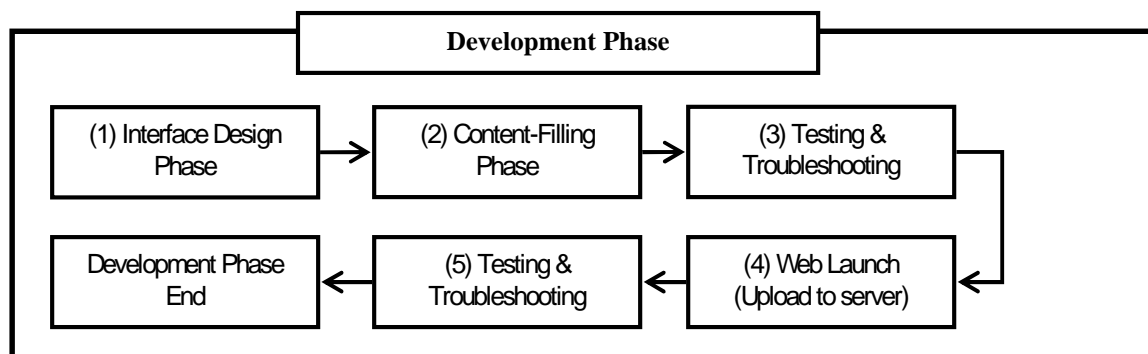 Development Phase
(1) Interface Design
Phase
(2) Content-Filling
Phase
(3) Testing &
Troubleshooting
(4) Web Launch
(Upload to server)
(5) Testing &
Troubleshooting
Development Phase
End